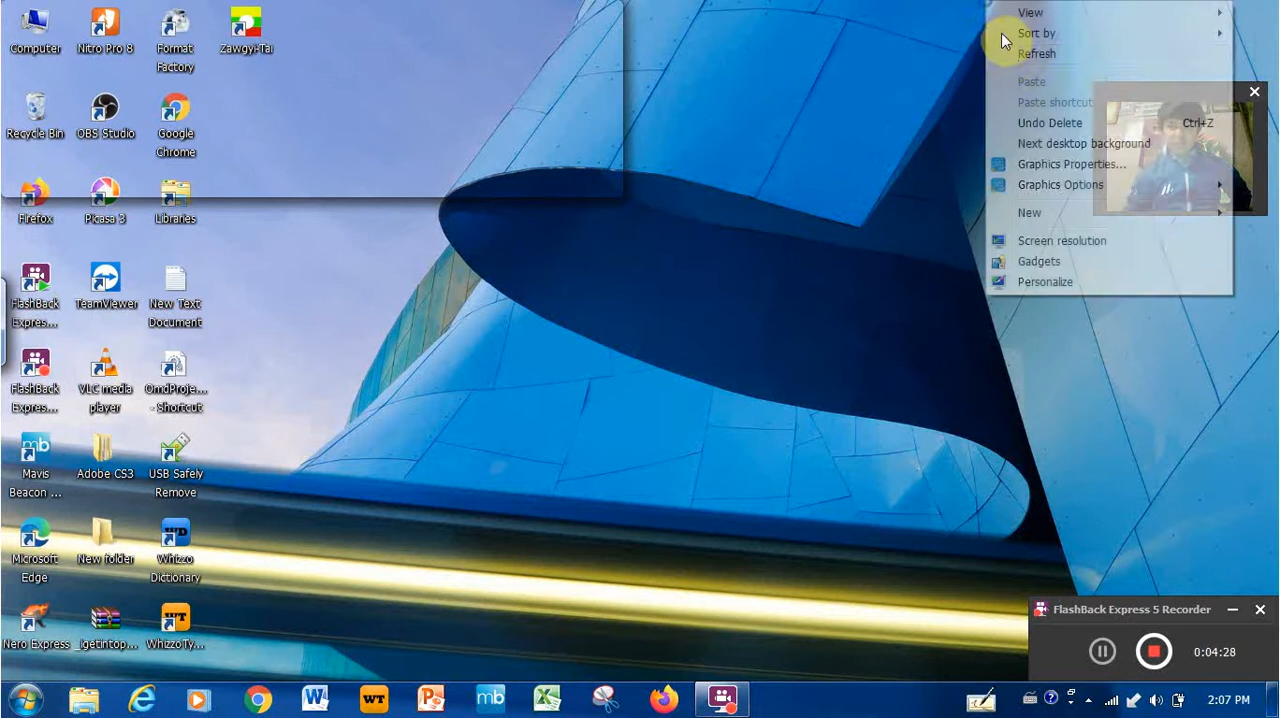 Computer
Nitro Pro 8
Format
Factory
Zawgyi-Tai
Recycle Bin
OBS Studio
Google
Chrome
Firefox
Picasa 3
Libraries
FlashBack
Expres...
TeamViewer
New Text
Document
FlashBack
Expres...
VLC media
player
OmdProje...
- Shortcut
Mavis
Beacon ...
Adobe CS3
USB Safely
Remove
Microsoft
Edge
New folder
Whizzo
Dictionary
Nero Express
_igetintop...
WhizzoTy...
View
Sort by
Refresh
Paste
Paste shortcut
Undo Delete Ctrl+Z
Next desktop background
Graphics Properties...
Graphics Options
New
Screen resolution
Gadgets
Personalize
FlashBack Express 5 Recorder
0:04:28
2:07 PM